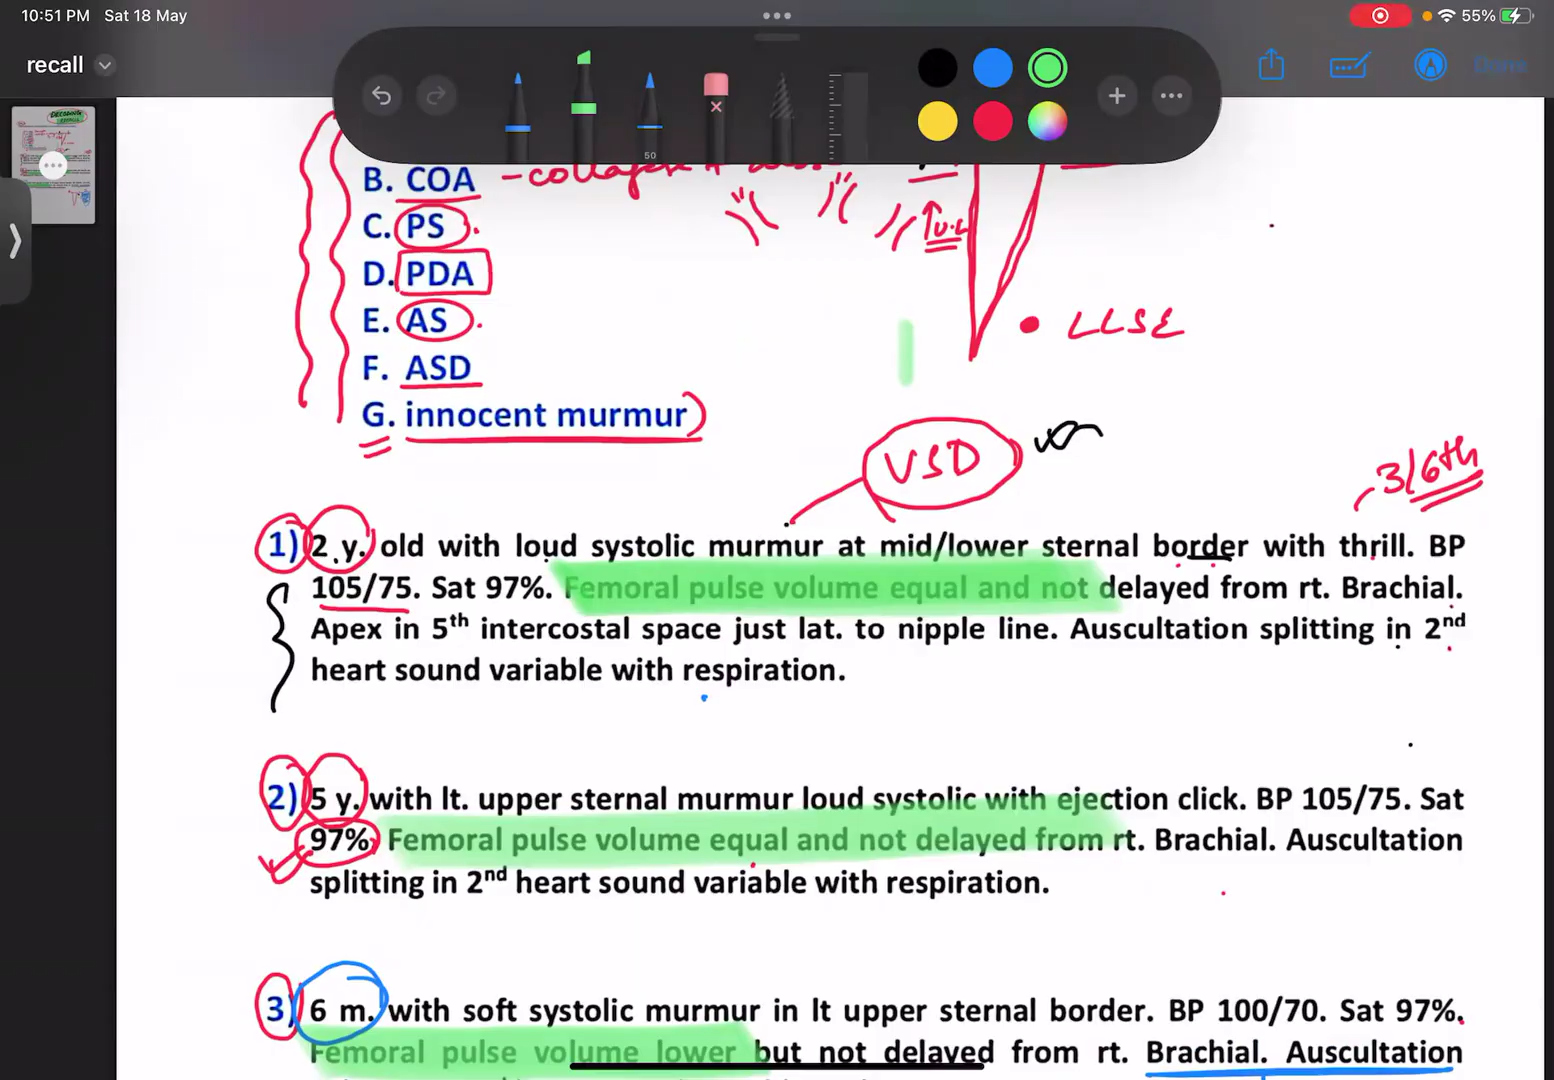 10:51 PM Sat 18 May
55%
recall
Done
50
B. COA
C. PS
D. PDA
E. AS
LLSE
F. ASD
G. innocent murmur
VSD
3/6th
1) 2 y. old with loud systolic murmur at mid/lower sternal border with thrill. BP
105/75. Sat 97%. Femoral pulse volume equal and not delayed from rt. Brachial.
Apex in 5th intercostal space just lat. to nipple line. Auscultation splitting in 2nd
heart sound variable with respiration.
2) 5 y. with lt. upper sternal murmur loud systolic with ejection click. BP 105/75. Sat
97% Femoral pulse volume equal and not delayed from rt. Brachial. Auscultation
splitting in 2nd heart sound variable with respiration.
3) 6 m. with soft systolic murmur in lt upper sternal border. BP 100/70. Sat 97%.
Femoral pulse volume lower but not delayed from rt. Brachial. Auscultation